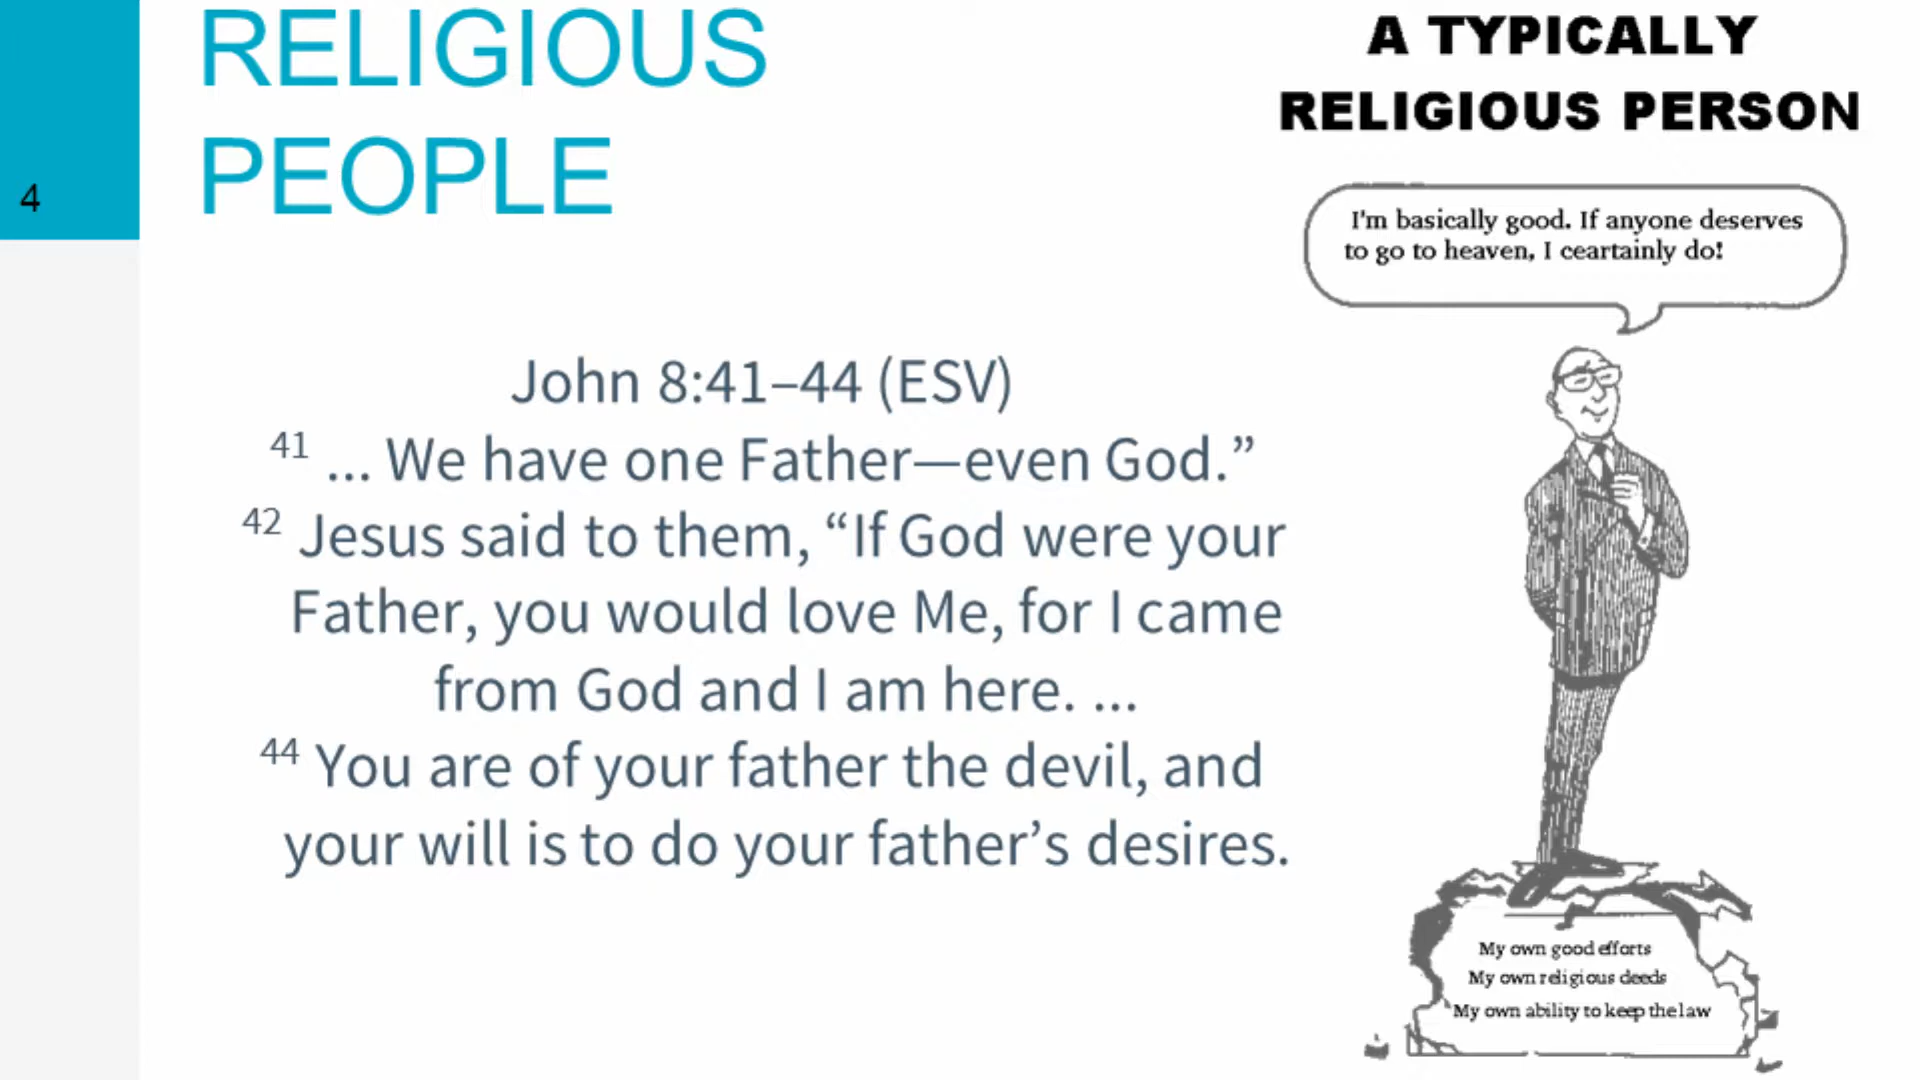 RELIGIOUS
PEOPLE
4
John 8:41–44 (ESV)
41 ... We have one Father—even God.”
42 Jesus said to them, “If God were your
Father, you would love Me, for I came
from God and I am here. ...
44 You are of your father the devil, and
your will is to do your father’s desires.
A TYPICALLY
RELIGIOUS PERSON
I'm basically good. If anyone deserves
to go to heaven, I ceartainly do!
My own good efforts
My own religious deeds
My own ability to keep the law